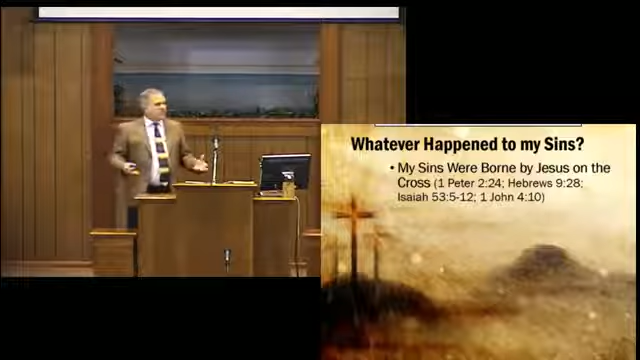 Whatever Happened to my Sins?
• My Sins Were Borne by Jesus on the
Cross (1 Peter 2:24; Hebrews 9:28;
Isaiah 53:5-12; 1 John 4:10)